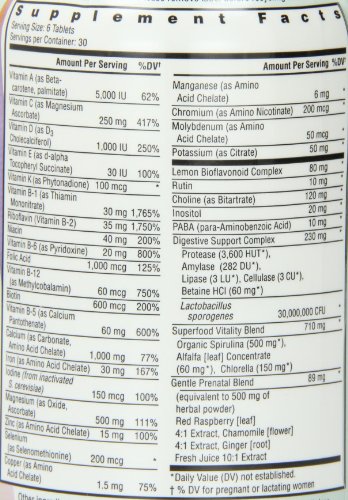 Supplement Facts
Serving Size: 6 Tablets
Servings per Container: 30
Amount Per Serving %DV†
Vitamin A (as Beta-
carotene, palmitate) 5,000 IU 62%
Vitamin C (as Magnesium
Ascorbate) 250 mg 417%
Vitamin D (as D3
Cholecalciferol) 1,000 IU 250%
Vitamin E (as d-alpha
Tocopheryl Succinate) 30 IU 100%
Vitamin K (as Phytonadione) 100 mcg *
Vitamin B-1 (as Thiamin
Mononitrate) 30 mg 1,765%
Riboflavin (Vitamin B-2) 35 mg 1,750%
Niacin 40 mg 200%
Vitamin B-6 (as Pyridoxine) 20 mg 800%
Folic Acid 1,000 mcg 125%
Vitamin B-12
(as Methylcobalamin) 60 mcg 750%
Biotin 600 mcg 200%
Vitamin B-5 (as Calcium
Pantothenate) 60 mg 600%
Calcium (as Carbonate,
Amino Acid Chelate) 1,000 mg 77%
Iron (as Amino Acid Chelate) 30 mg 167%
Iodine (from inactivated
S. cerevisiae) 150 mcg 100%
Magnesium (as Oxide,
Ascorbate) 500 mg 111%
Zinc (as Amino Acid Chelate) 15 mg 100%
Selenium
(as Selenomethionine) 200 mcg *
Copper (as Amino
Acid Chelate) 1.5 mg 75%
Amount Per Serving %DV†
Manganese (as Amino
Acid Chelate) 6 mg *
Chromium (as Amino Nicotinate) 200 mcg *
Molybdenum (as Amino
Acid Chelate) 50 mcg *
Potassium (as Citrate) 50 mg *
Lemon Bioflavonoid Complex 80 mg *
Rutin 10 mg *
Choline (as Bitartrate) 120 mg *
Inositol 20 mg *
PABA (para-Aminobenzoic Acid) 10 mg *
Digestive Support Complex 230 mg *
Protease (3,600 HUT*),
Amylase (282 DU*),
Lipase (3 LU*), Cellulase (3 CU*),
Betaine HCl (60 mg*)
Lactobacillus
sporogenes 30,000,000 CFU *
Superfood Vitality Blend 710 mg *
Organic Spirulina (500 mg*),
Alfalfa [leaf] Concentrate
(60 mg*), Chlorella (150 mg*)
Gentle Prenatal Blend 89 mg *
(equivalent to 500 mg of
herbal powder)
Red Raspberry [leaf]
4:1 Extract, Chamomile [flower]
4:1 Extract, Ginger [root]
Fresh Juice 10:1 Extract
*Daily Value (DV) not established.
† % DV for pregnant or lactating women